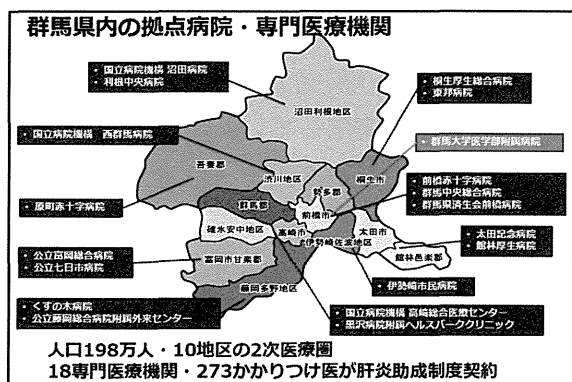 群馬県内の拠点病院・専門医療機関
・国立病院機構 沼田病院
・利根中央病院
・桐生厚生総合病院
・東邦病院
沼田利根地区
・国立病院機構 西群馬病院
・群馬大学医学部附属病院
吾妻郡
渋川地区
勢多郡
桐生市
・前橋赤十字病院
・群馬中央総合病院
・群馬県済生会前橋病院
・原町赤十字病院
群馬郡
前橋市
碓氷安中地区
高崎市
伊勢崎佐波地区
太田市
・太田記念病院
・館林厚生病院
・公立富岡総合病院
・公立七日市病院
富岡市甘楽郡
館林邑楽郡
・伊勢崎市民病院
藤岡多野地区
・くすの木病院
・公立藤岡総合病院附属外来センター
・国立病院機構 高崎総合医療センター
・黒沢病院附属ヘルスパーククリニック
人口198万人・10地区の2次医療圏
18専門医療機関・273かかりつけ医が肝炎助成制度契約